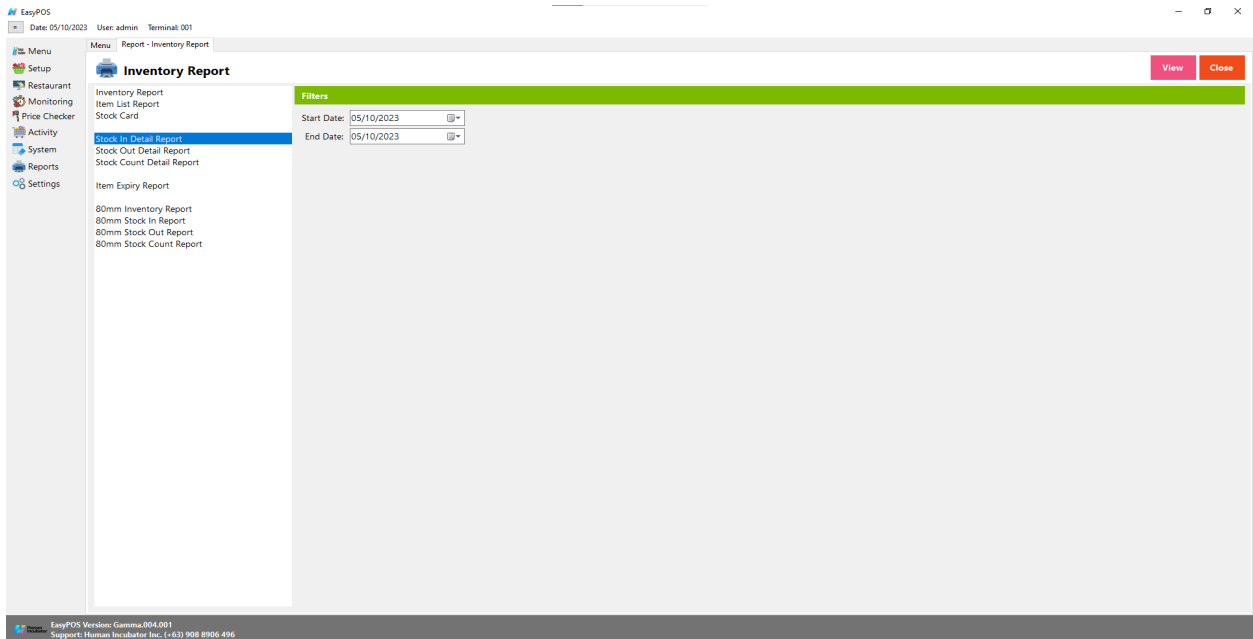 EasyPOS
Date: 05/10/2023 User: admin Terminal: 001
Menu
Setup
Restaurant
Monitoring
Price Checker
Activity
System
Reports
Settings
Menu Report - Inventory Report
Inventory Report
View Close
Inventory Report
Item List Report
Stock Card
Stock In Detail Report
Stock Out Detail Report
Stock Count Detail Report
Item Expiry Report
80mm Inventory Report
80mm Stock In Report
80mm Stock Out Report
80mm Stock Count Report
Filters
Start Date: 05/10/2023
End Date: 05/10/2023
EasyPOS Version: Gamma.004.001
Support: Human Incubator Inc. (+63) 908 8906 496